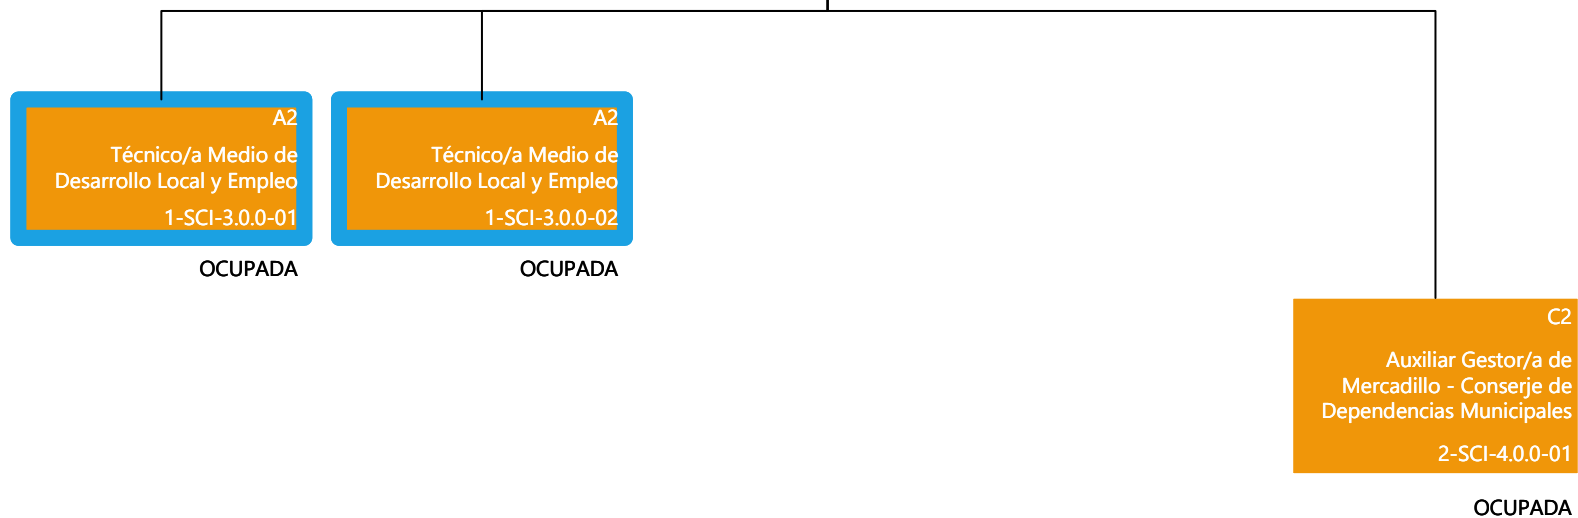 A2
Técnico/a Medio de
Desarrollo Local y Empleo
1-SCI-3.0.0-01
OCUPADA
A2
Técnico/a Medio de
Desarrollo Local y Empleo
1-SCI-3.0.0-02
OCUPADA
C2
Auxiliar Gestor/a de
Mercadillo - Conserje de
Dependencias Municipales
2-SCI-4.0.0-01
OCUPADA